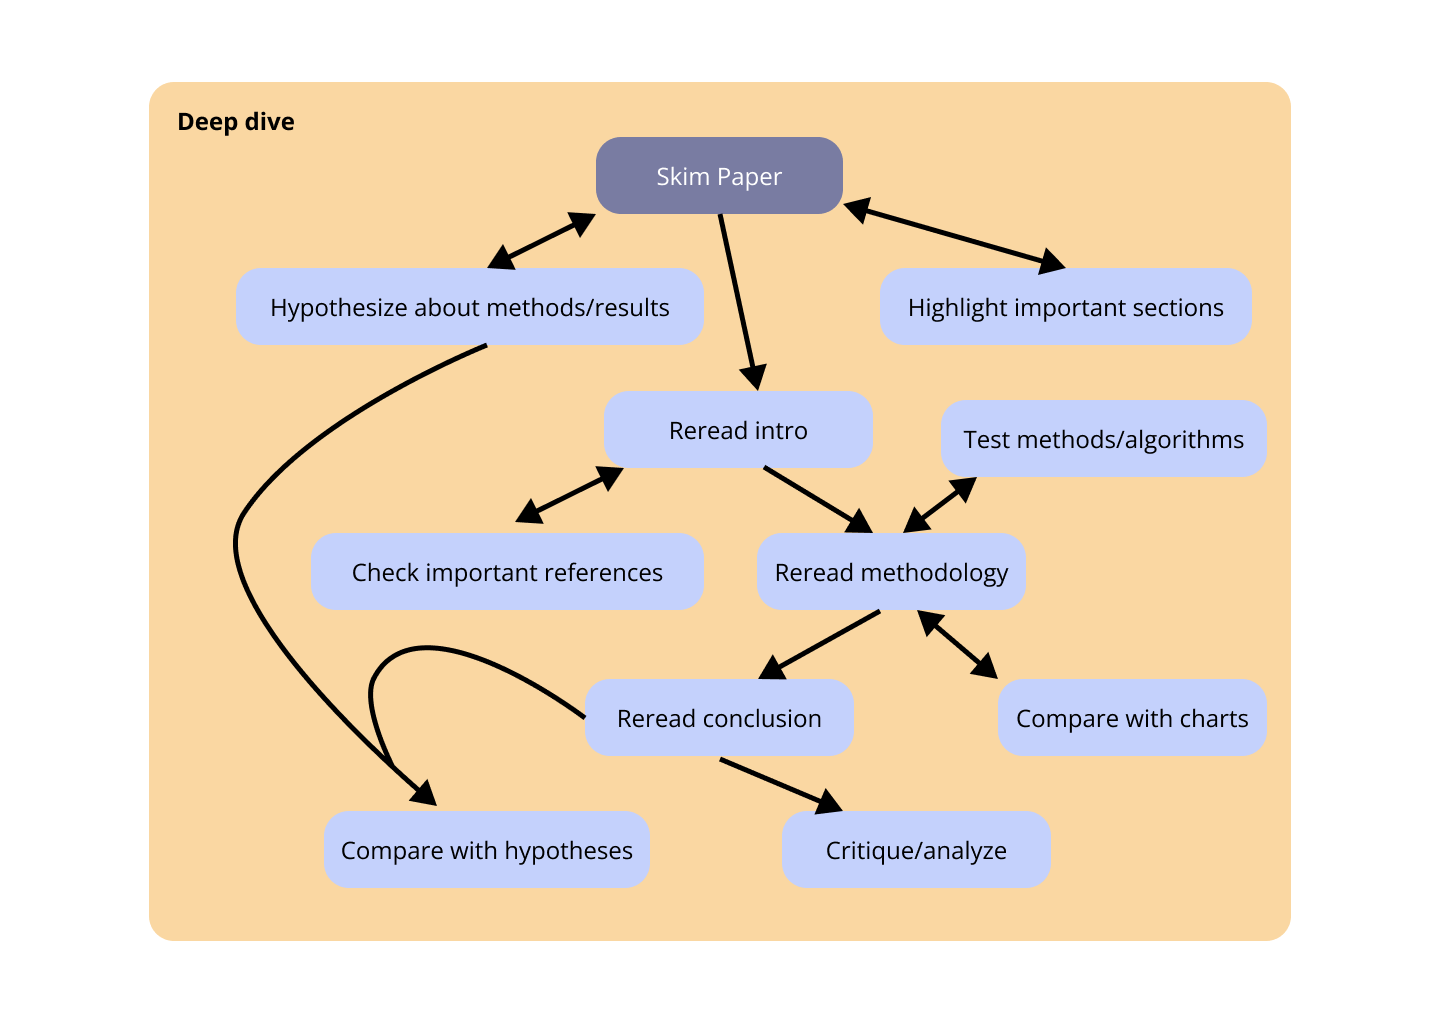 Deep dive
Skim Paper
Hypothesize about methods/results
Highlight important sections
Reread intro
Test methods/algorithms
Check important references
Reread methodology
Reread conclusion
Compare with charts
Compare with hypotheses
Critique/analyze